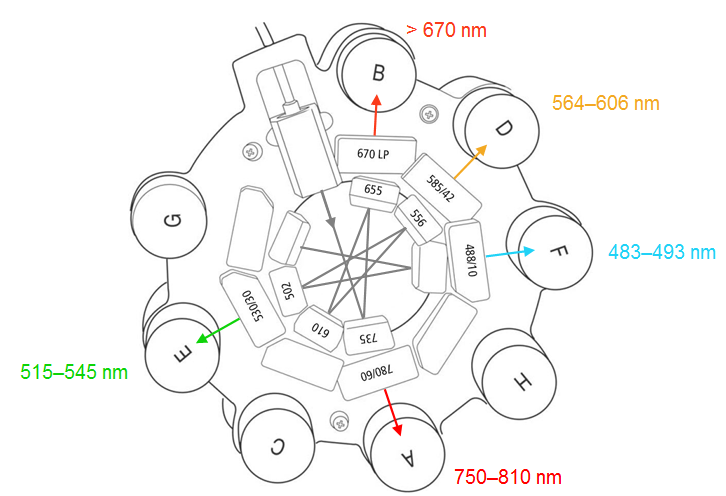 > 670 nm
B
564–606 nm
D
670 LP
585/42
655
556
G
F
483–493 nm
488/10
502
530/30
610
735
E
515–545 nm
780/60
H
C
A
750–810 nm